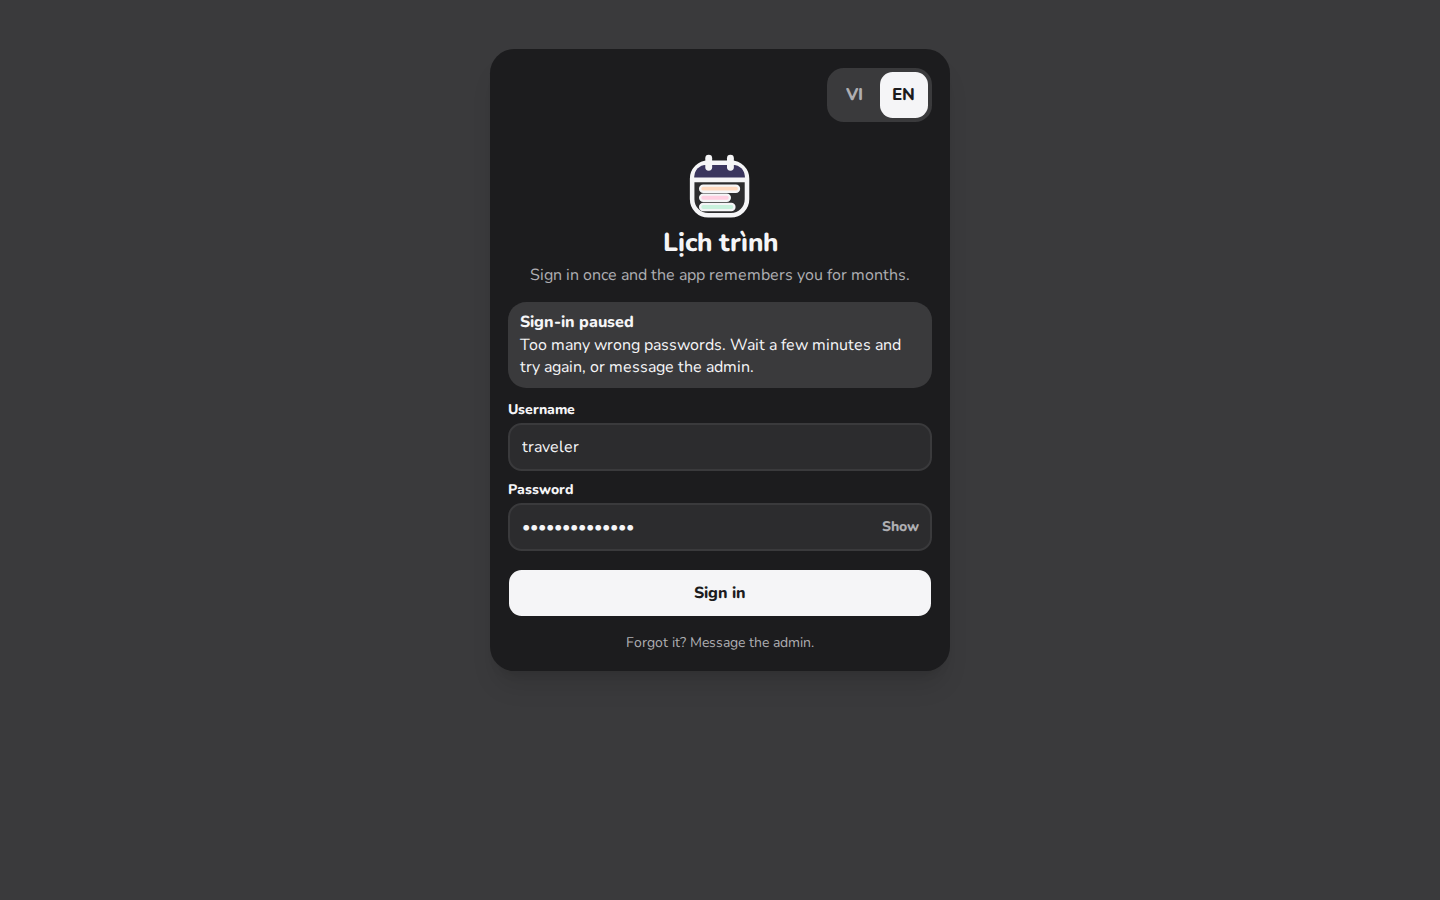 VI EN
Lịch trình
Sign in once and the app remembers you for months.
Sign-in paused
Too many wrong passwords. Wait a few minutes and
try again, or message the admin.
Username
traveler
Password
Show
Sign in
Forgot it? Message the admin.